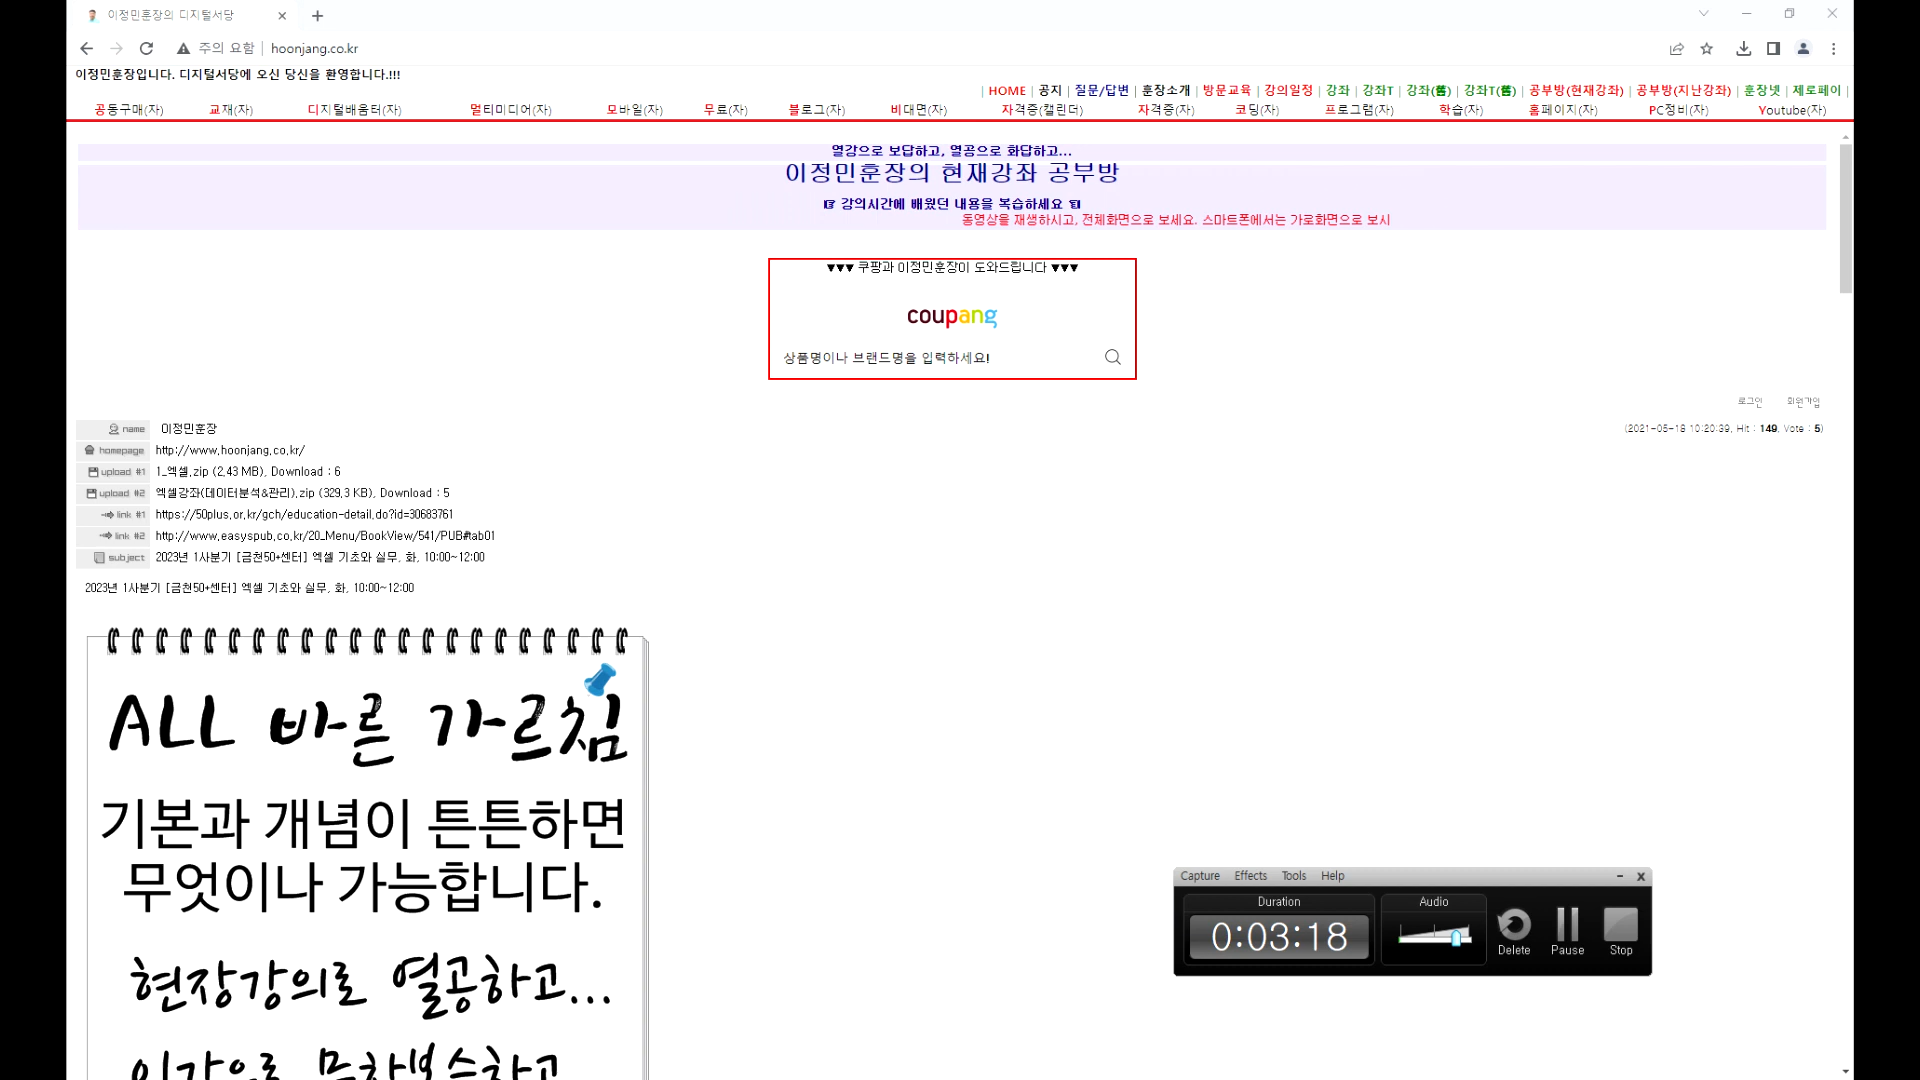 이정민훈장의 디지털서당
주의 요함 hoonjang.co.kr
이정민훈장입니다. 디지털서당에 오신 당신을 환영합니다.!!!
| HOME | 공지 | 질문/답변 | 훈장소개 | 방문교육 | 강의일정 | 강좌 | 강좌T | 강좌(舊) | 강좌T(舊) | 공부방(현재강좌) | 공부방(지난강좌) | 훈장넷 | 제로페이 |
공동구매(자) 교재(자) 디지털배움터(자) 멀티미디어(자) 모바일(자) 무료(자) 블로그(자) 비대면(자) 자격증(캘린더) 자격증(자) 코딩(자) 프로그램(자) 학습(자) 홈페이지(자) PC정비(자) Youtube(자)
열강으로 보답하고, 열공으로 화답하고...
이정민훈장의 현재강좌 공부방
☞ 강의시간에 배웠던 내용을 복습하세요 ☜
동영상을 재생하시고, 전체화면으로 보세요. 스마트폰에서는 가로화면으로 보시
▼▼▼ 쿠팡과 이정민훈장이 도와드립니다 ▼▼▼
coupang
상품명이나 브랜드명을 입력하세요!
로그인 회원가입
name 이정민훈장 (2021-05-18 10:20:39, Hit : 149, Vote : 5)
homepage http://www.hoonjang.co.kr/
upload #1 1_엑셀.zip (2.43 MB), Download : 6
upload #2 엑셀강좌(데이터분석&관리).zip (329.3 KB), Download : 5
link #1 https://50plus.or.kr/gch/education-detail.do?id=30683761
link #2 http://www.easyspub.co.kr/20_Menu/BookView/541/PUB#tab01
subject 2023년 1사분기 [금천50+센터] 엑셀 기초와 실무, 화, 10:00~12:00
2023년 1사분기 [금천50+센터] 엑셀 기초와 실무, 화, 10:00~12:00
ALL 바른 가르침
기본과 개념이 튼튼하면
무엇이나 가능합니다.
현장강의로 열공하고...
Capture Effects Tools Help
Duration Audio
0:03:18
Delete Pause Stop